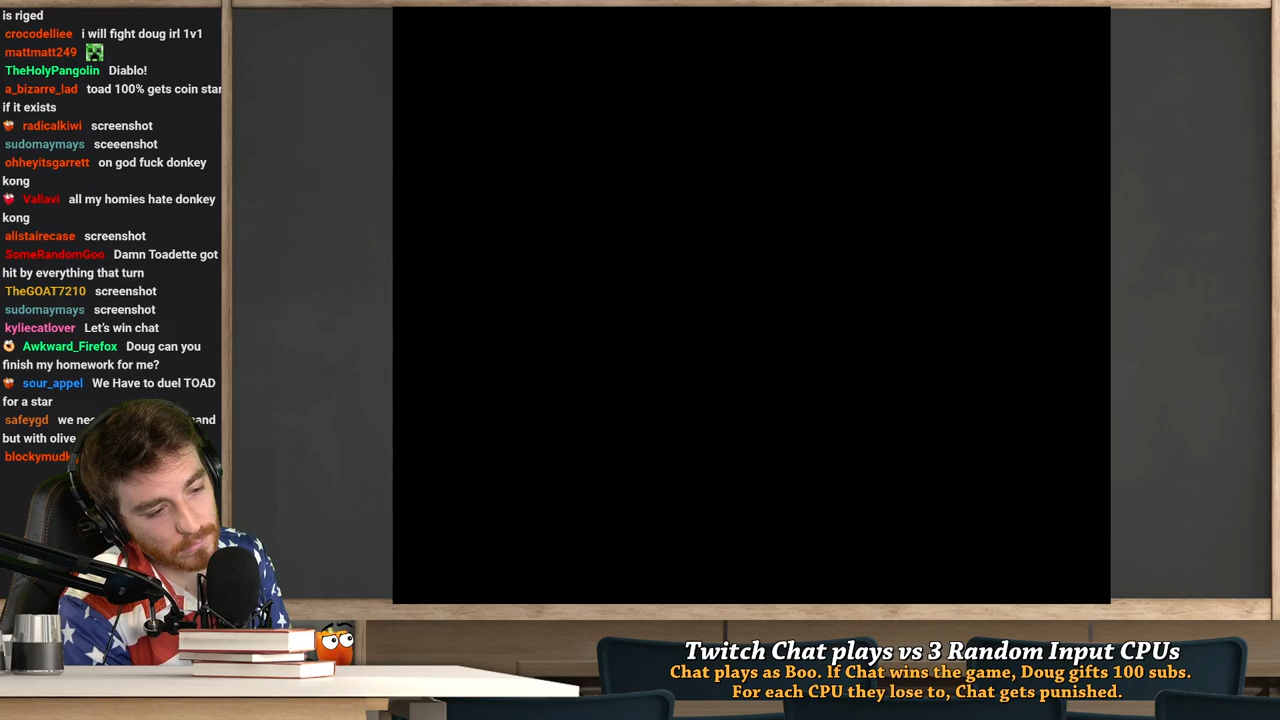 is riged
crocodelliee i will fight doug irl 1v1
mattmatt249
TheHolyPangolin Diablo!
a_bizarre_lad toad 100% gets coin star
if it exists
radicalkiwi screenshot
sudomaymays sceeenshot
ohheyitsgarrett on god fuck donkey
kong
Vallavi all my homies hate donkey
kong
alistairecase screenshot
SomeRandomGoo Damn Toadette got
hit by everything that turn
TheGOAT7210 screenshot
sudomaymays screenshot
kyliecatlover Let's win chat
Awkward_Firefox Doug can you
finish my homework for me?
sour_appel We Have to duel TOAD
for a star
safeygd we
but with olive
Twitch Chat plays vs 3 Random Input CPUs
Chat plays as Boo. If Chat wins the game, Doug gifts 100 subs.
For each CPU they lose to, Chat gets punished.